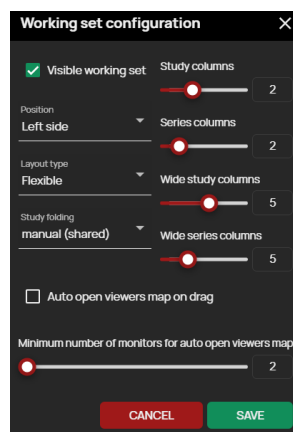 Working set configuration
Visible working set
Study columns
2
Position
Left side
Series columns
2
Layout type
Flexible
Wide study columns
5
Study folding
manual (shared)
Wide series columns
5
Auto open viewers map on drag
Minimum number of monitors for auto open viewers map
2
CANCEL
SAVE